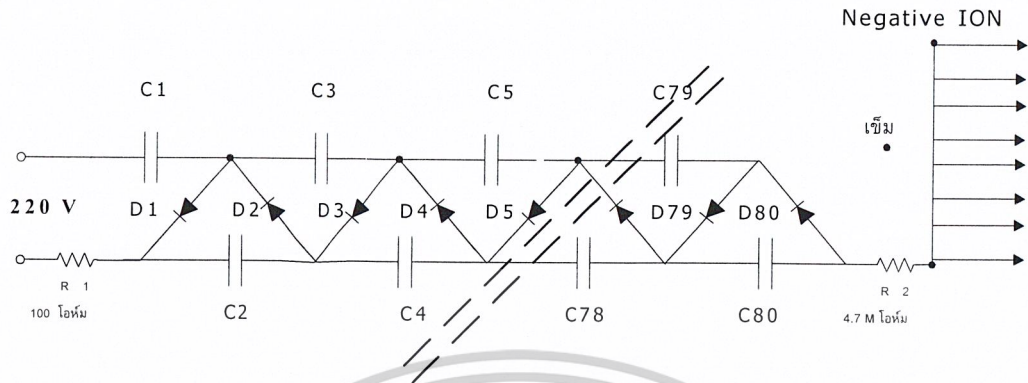 Negative ION
C1 C3 C5 C79
เข็ม
220 V D1 D2 D3 D4 D5 D79 D80
R 1 R 2
100 โอห์ม C2 C4 C78 C80 4.7 M โอห์ม